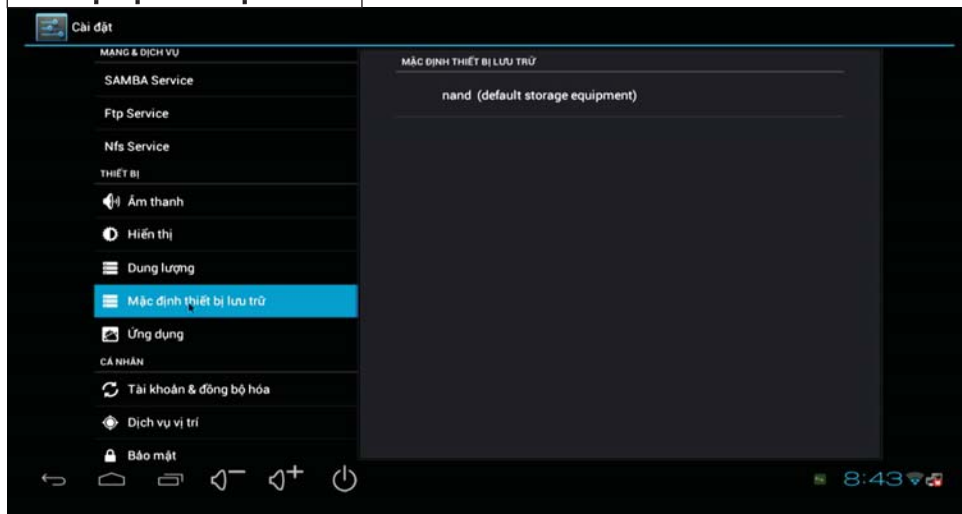 Cài đặt
MẠNG & DỊCH VỤ
SAMBA Service
Ftp Service
Nfs Service
THIẾT BỊ
Âm thanh
Hiển thị
Dung lượng
Mặc định thiết bị lưu trữ
Ứng dụng
CÁ NHÂN
Tài khoản & đồng bộ hóa
Dịch vụ vị trí
Bảo mật
MẶC ĐỊNH THIẾT BỊ LƯU TRỮ
nand (default storage equipment)
8:43